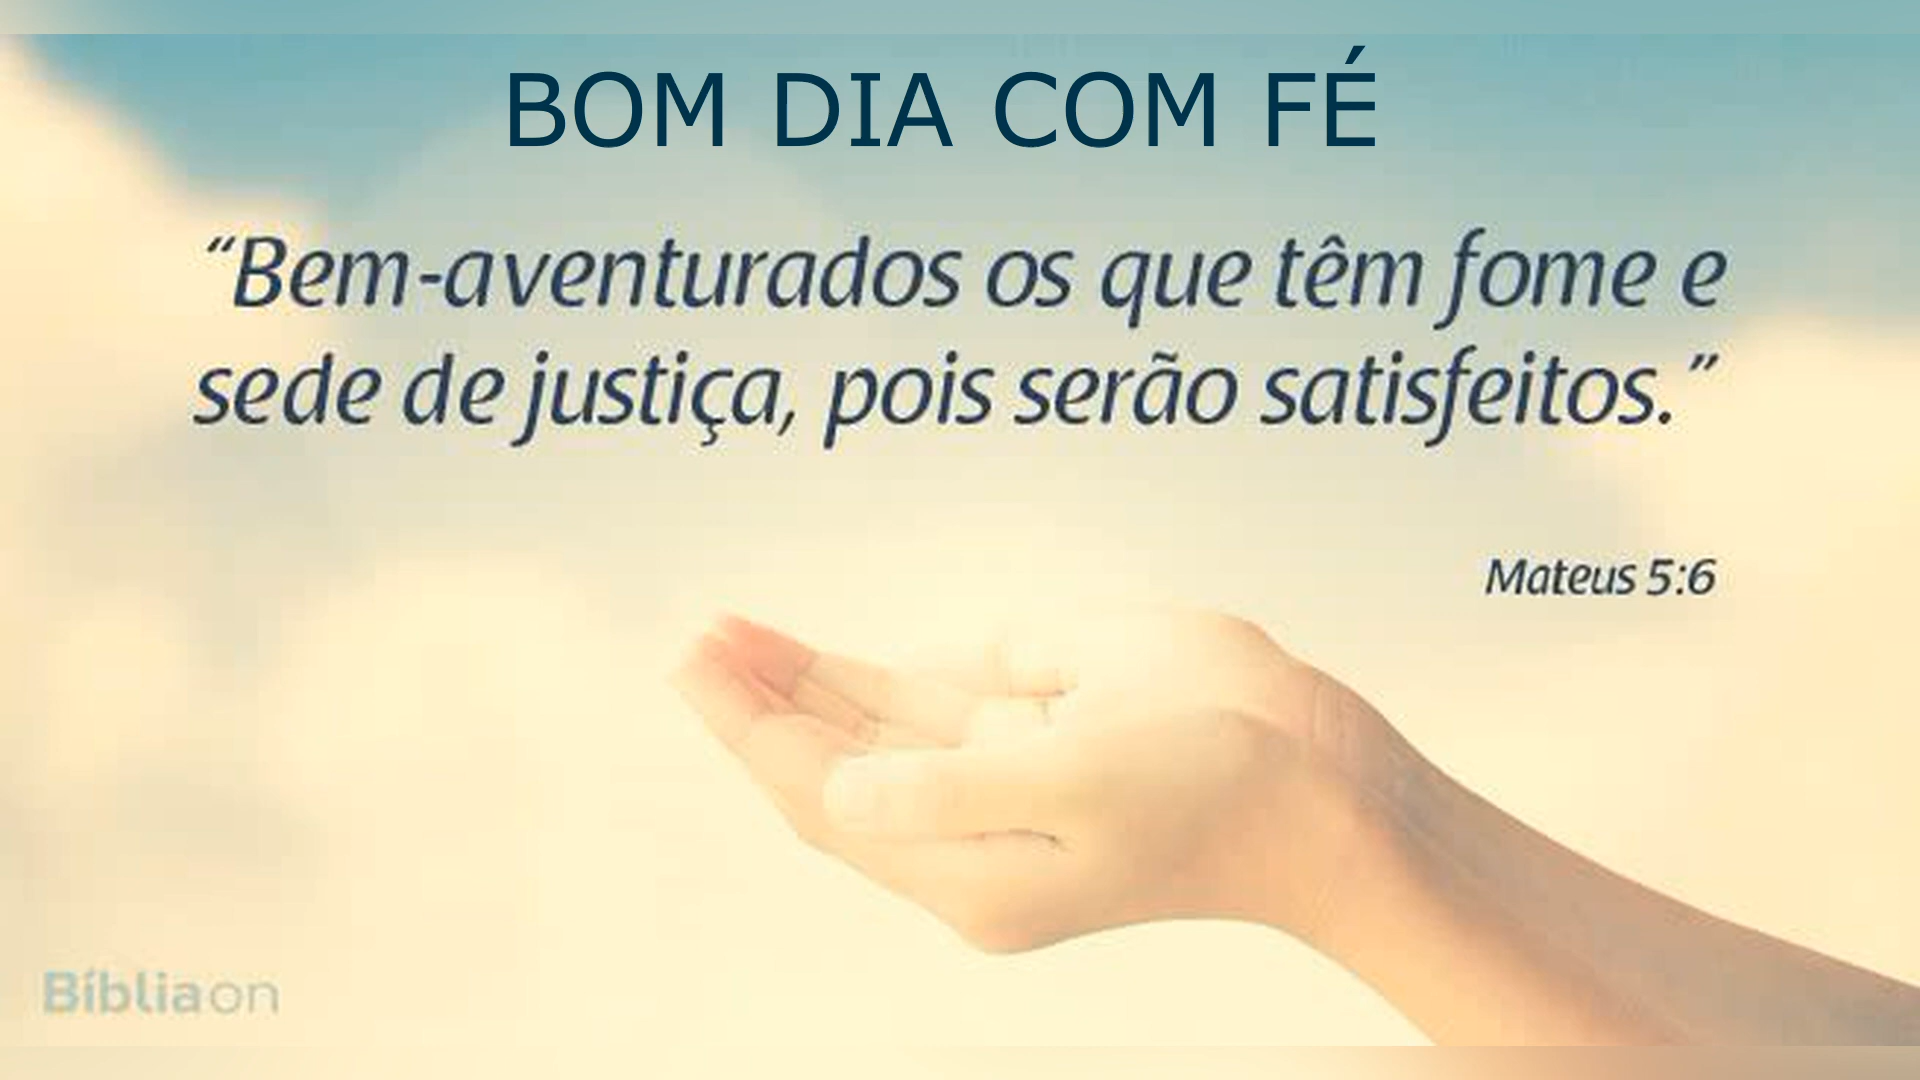 BOM DIA COM FÉ
“Bem-aventurados os que têm fome e
sede de justiça, pois serão satisfeitos.”
Mateus 5:6
Bíbliaon